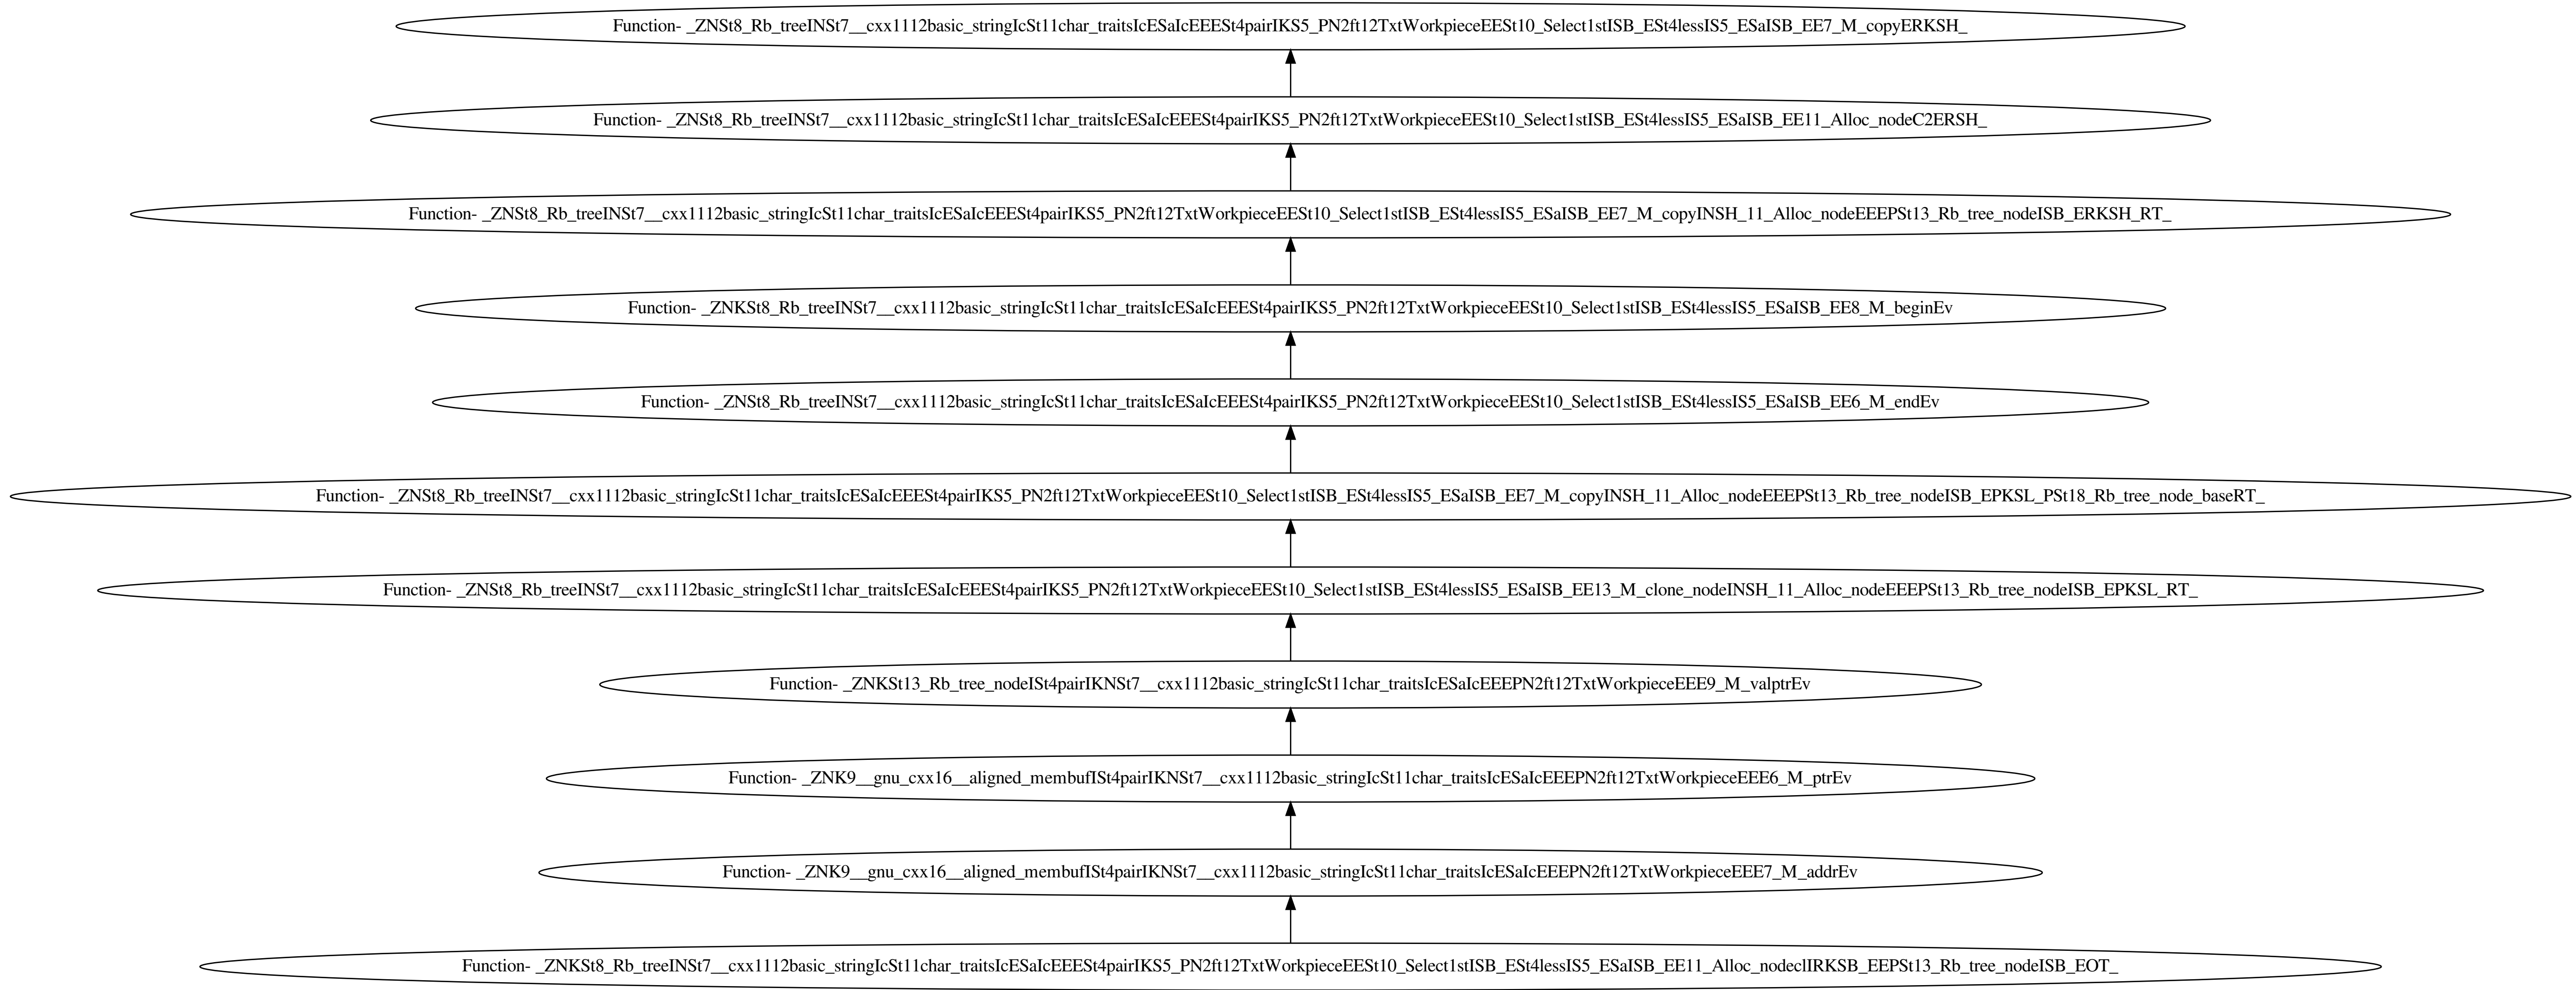 Function- _ZNSt8_Rb_treeINSt7__cxx1112basic_stringIcSt11char_traitsIcESaIcEEESt4pairIKS5_PN2ft12TxtWorkpieceEESt10_Select1stISB_ESt4lessIS5_ESaISB_EE7_M_copyERKSH_
Function- _ZNSt8_Rb_treeINSt7__cxx1112basic_stringIcSt11char_traitsIcESaIcEEESt4pairIKS5_PN2ft12TxtWorkpieceEESt10_Select1stISB_ESt4lessIS5_ESaISB_EE11_Alloc_nodeC2ERSH_
Function- _ZNSt8_Rb_treeINSt7__cxx1112basic_stringIcSt11char_traitsIcESaIcEEESt4pairIKS5_PN2ft12TxtWorkpieceEESt10_Select1stISB_ESt4lessIS5_ESaISB_EE7_M_copyINSH_11_Alloc_nodeEEEPSt13_Rb_tree_nodeISB_ERKSH_RT_
Function- _ZNKSt8_Rb_treeINSt7__cxx1112basic_stringIcSt11char_traitsIcESaIcEEESt4pairIKS5_PN2ft12TxtWorkpieceEESt10_Select1stISB_ESt4lessIS5_ESaISB_EE8_M_beginEv
Function- _ZNSt8_Rb_treeINSt7__cxx1112basic_stringIcSt11char_traitsIcESaIcEEESt4pairIKS5_PN2ft12TxtWorkpieceEESt10_Select1stISB_ESt4lessIS5_ESaISB_EE6_M_endEv
Function- _ZNSt8_Rb_treeINSt7__cxx1112basic_stringIcSt11char_traitsIcESaIcEEESt4pairIKS5_PN2ft12TxtWorkpieceEESt10_Select1stISB_ESt4lessIS5_ESaISB_EE7_M_copyINSH_11_Alloc_nodeEEEPSt13_Rb_tree_nodeISB_EPKSL_PSt18_Rb_tree_node_baseRT_
Function- _ZNSt8_Rb_treeINSt7__cxx1112basic_stringIcSt11char_traitsIcESaIcEEESt4pairIKS5_PN2ft12TxtWorkpieceEESt10_Select1stISB_ESt4lessIS5_ESaISB_EE13_M_clone_nodeINSH_11_Alloc_nodeEEEPSt13_Rb_tree_nodeISB_EPKSL_RT_
Function- _ZNKSt13_Rb_tree_nodeISt4pairIKNSt7__cxx1112basic_stringIcSt11char_traitsIcESaIcEEEPN2ft12TxtWorkpieceEEE9_M_valptrEv
Function- _ZNK9__gnu_cxx16__aligned_membufISt4pairIKNSt7__cxx1112basic_stringIcSt11char_traitsIcESaIcEEEPN2ft12TxtWorkpieceEEE6_M_ptrEv
Function- _ZNK9__gnu_cxx16__aligned_membufISt4pairIKNSt7__cxx1112basic_stringIcSt11char_traitsIcESaIcEEEPN2ft12TxtWorkpieceEEE7_M_addrEv
Function- _ZNKSt8_Rb_treeINSt7__cxx1112basic_stringIcSt11char_traitsIcESaIcEEESt4pairIKS5_PN2ft12TxtWorkpieceEESt10_Select1stISB_ESt4lessIS5_ESaISB_EE11_Alloc_nodeclIRKSB_EEPSt13_Rb_tree_nodeISB_EOT_